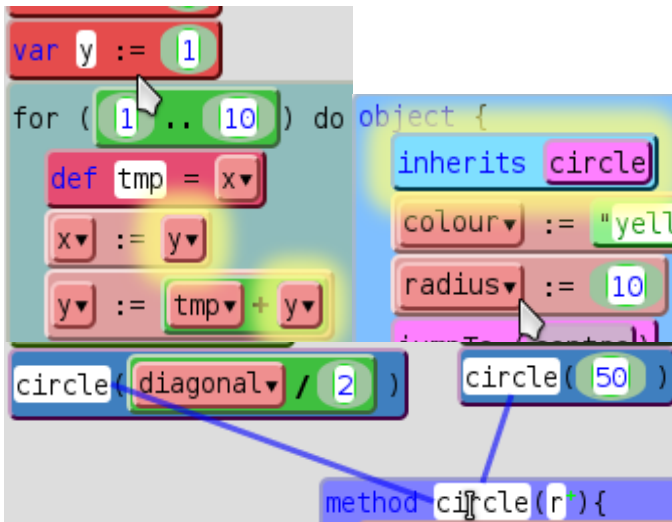 var y := 1
for ( 1 .. 10 ) do
def tmp = x▾
x▾ := y▾
y▾ := tmp▾ + y▾
object {
inherits circle
colour▾ := "yell
radius▾ := 10
circle( diagonal▾ / 2 )
circle( 50 )
method circle(r+){